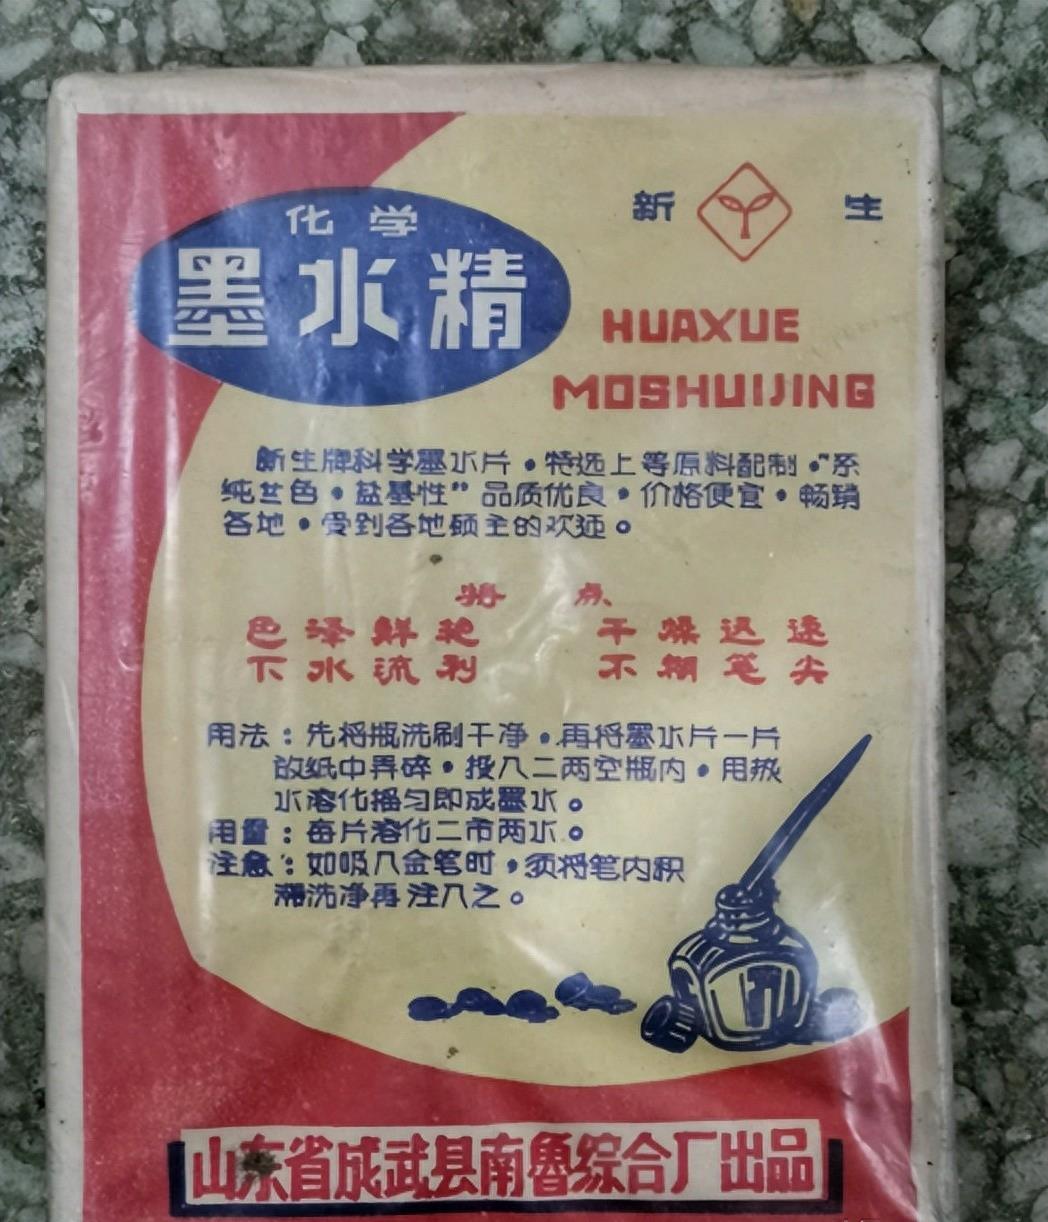 化学
墨水精
新 生
HUAXUE
MOSHUIJING
新生牌科学墨水片・特选上等原料配制・"系
纯兰色・盐基性"品质优良・价格便宜・畅销
各地・受到各地顾主的欢迎。
特 点
色泽鲜艳 干燥迅速
下水流利 不糊笔尖
用法：先将瓶洗刷干净・再将墨水片一片
放纸中弄碎・投入二两空瓶内・用热
水溶化摇匀即成墨水。
用量：每片溶化二市两水。
注意：如吸入金笔时，须将笔内积
滞洗净再注入之。
山东省成武县南鲁综合厂出品